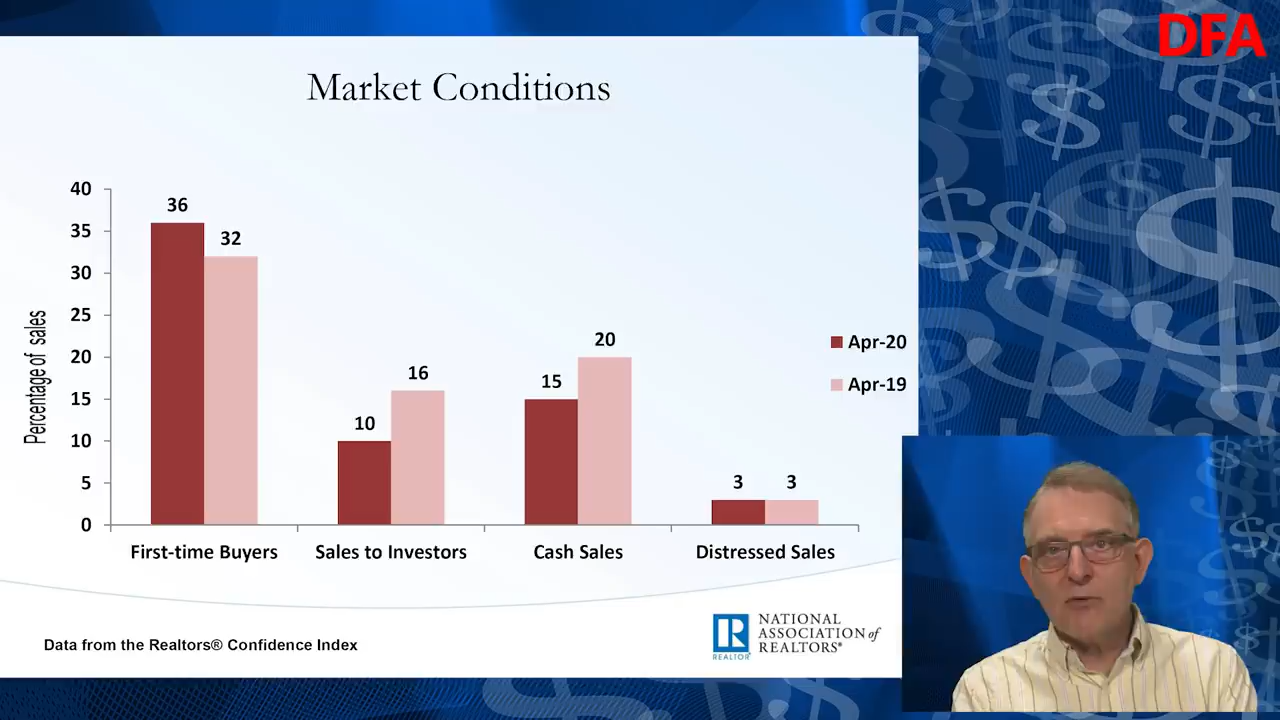 DFA
Market Conditions
40
35
30
25
20
15
10
5
0
Percentage of sales
36
32
10
16
15
20
3
3
First-time Buyers
Sales to Investors
Cash Sales
Distressed Sales
Apr-20
Apr-19
Data from the Realtors® Confidence Index
R
REALTOR®
NATIONAL
ASSOCIATION of
REALTORS®